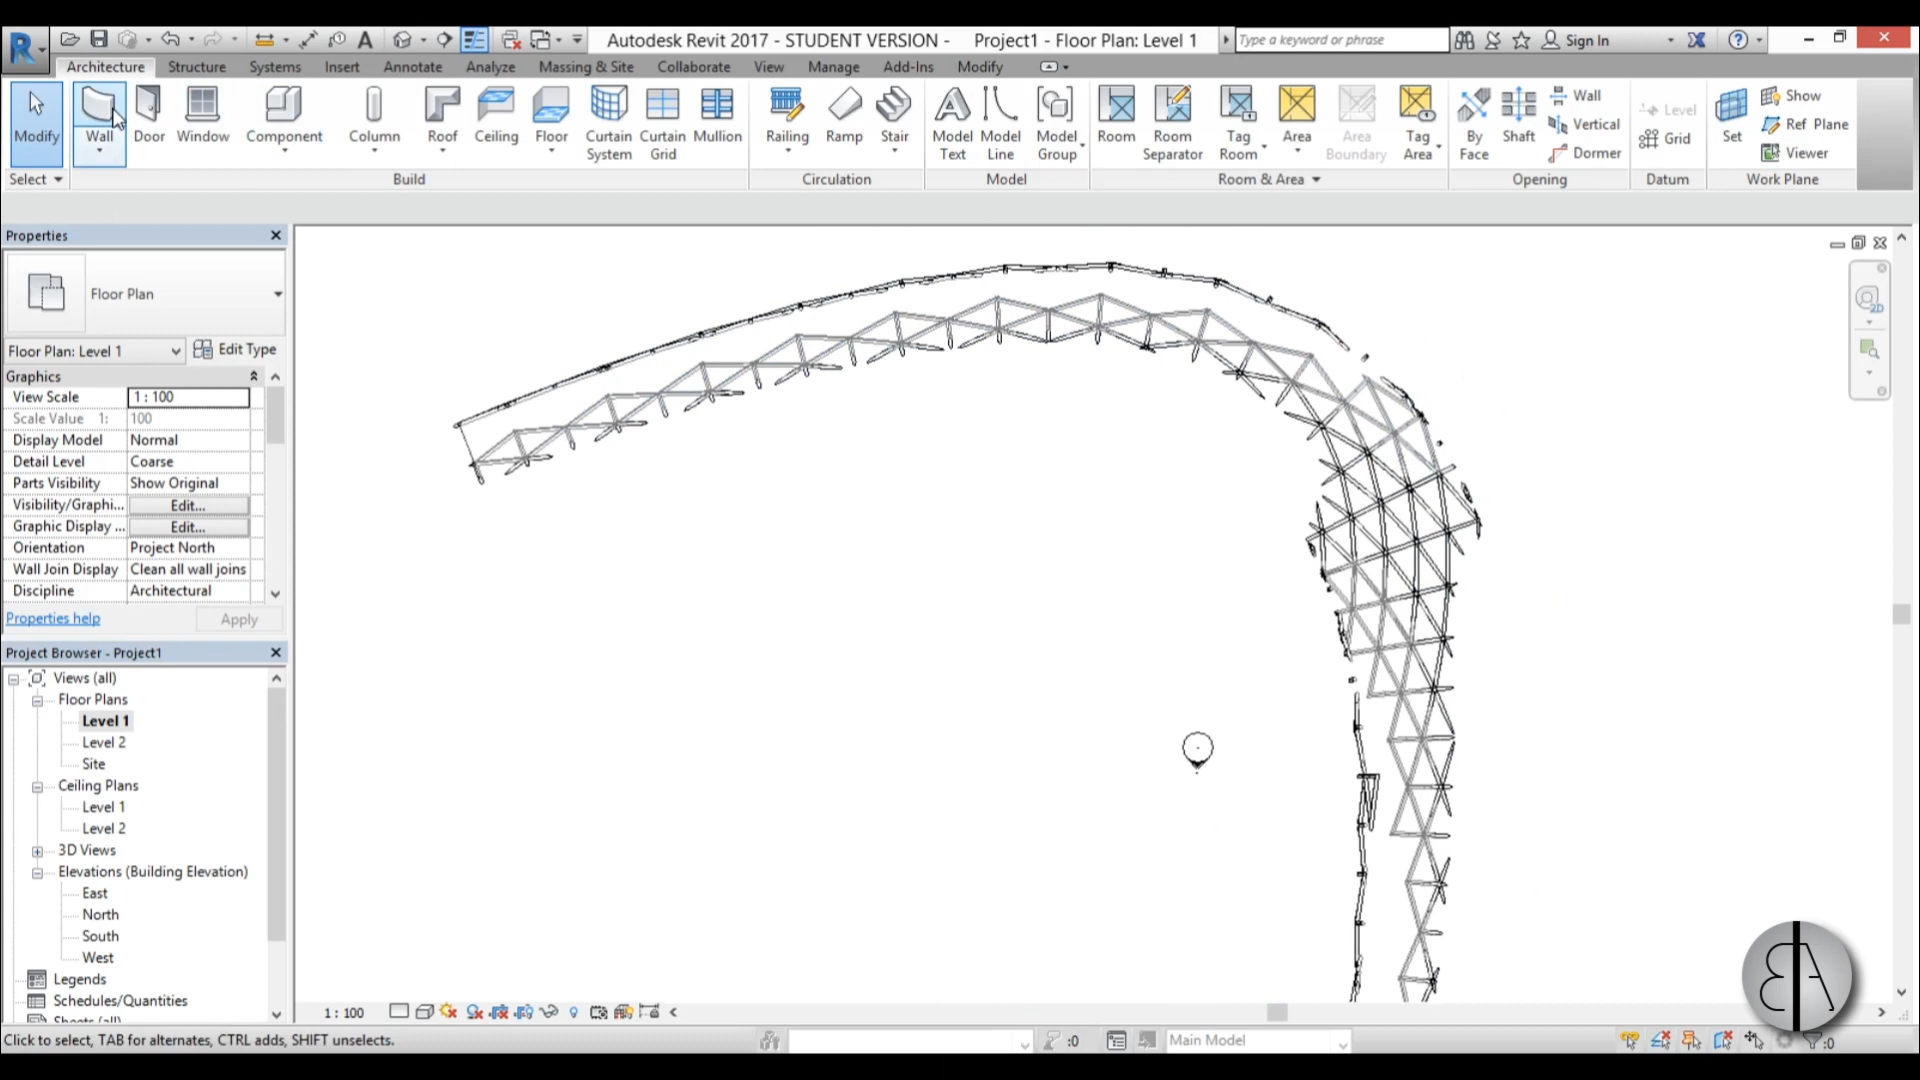 Autodesk Revit 2017 - STUDENT VERSION - Project1 - Floor Plan: Level 1
Type a keyword or phrase
Sign In
Architecture Structure Systems Insert Annotate Analyze Massing & Site Collaborate View Manage Add-Ins Modify
Modify
Wall
Door
Window
Component
Column
Roof
Ceiling
Floor
Curtain System
Curtain Grid
Mullion
Railing
Ramp
Stair
Model Text
Model Line
Model Group
Room
Room Separator
Tag Room
Area
Area Boundary
Tag Area
By Face
Shaft
Wall
Vertical
Dormer
Level
Grid
Set
Show
Ref Plane
Viewer
Select Build Circulation Model Room & Area Opening Datum Work Plane
Properties
Floor Plan
Floor Plan: Level 1 Edit Type
Graphics
View Scale 1 : 100
Scale Value 1: 100
Display Model Normal
Detail Level Coarse
Parts Visibility Show Original
Visibility/Graphi... Edit...
Graphic Display ... Edit...
Orientation Project North
Wall Join Display Clean all wall joins
Discipline Architectural
Properties help Apply
Project Browser - Project1
Views (all)
Floor Plans
Level 1
Level 2
Site
Ceiling Plans
Level 1
Level 2
3D Views
Elevations (Building Elevation)
East
North
South
West
Legends
Schedules/Quantities
Sheets (all)
1 : 100
Click to select, TAB for alternates, CTRL adds, SHIFT unselects.
:0
Main Model
:0